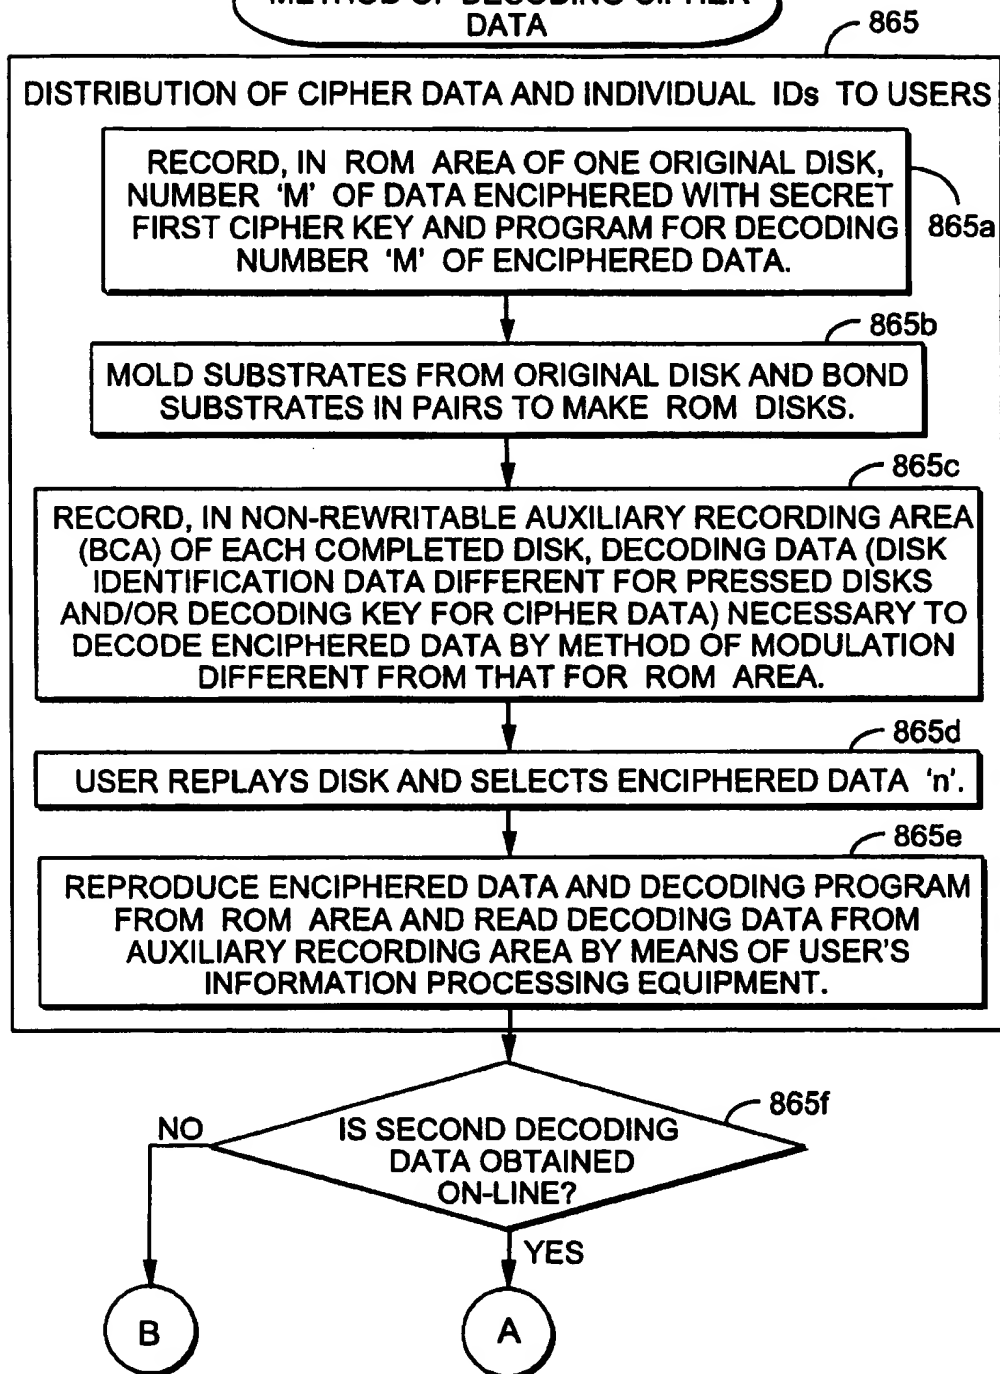 METHOD OF DECODING CIPHER
DATA
865
DISTRIBUTION OF CIPHER DATA AND INDIVIDUAL IDs TO USERS
RECORD, IN ROM AREA OF ONE ORIGINAL DISK,
NUMBER 'M' OF DATA ENCIPHERED WITH SECRET
FIRST CIPHER KEY AND PROGRAM FOR DECODING
NUMBER 'M' OF ENCIPHERED DATA.
865a
865b
MOLD SUBSTRATES FROM ORIGINAL DISK AND BOND
SUBSTRATES IN PAIRS TO MAKE ROM DISKS.
865c
RECORD, IN NON-REWRITABLE AUXILIARY RECORDING AREA
(BCA) OF EACH COMPLETED DISK, DECODING DATA (DISK
IDENTIFICATION DATA DIFFERENT FOR PRESSED DISKS
AND/OR DECODING KEY FOR CIPHER DATA) NECESSARY TO
DECODE ENCIPHERED DATA BY METHOD OF MODULATION
DIFFERENT FROM THAT FOR ROM AREA.
865d
USER REPLAYS DISK AND SELECTS ENCIPHERED DATA 'n'.
865e
REPRODUCE ENCIPHERED DATA AND DECODING PROGRAM
FROM ROM AREA AND READ DECODING DATA FROM
AUXILIARY RECORDING AREA BY MEANS OF USER'S
INFORMATION PROCESSING EQUIPMENT.
865f
IS SECOND DECODING
DATA OBTAINED
ON-LINE?
NO
YES
B
A